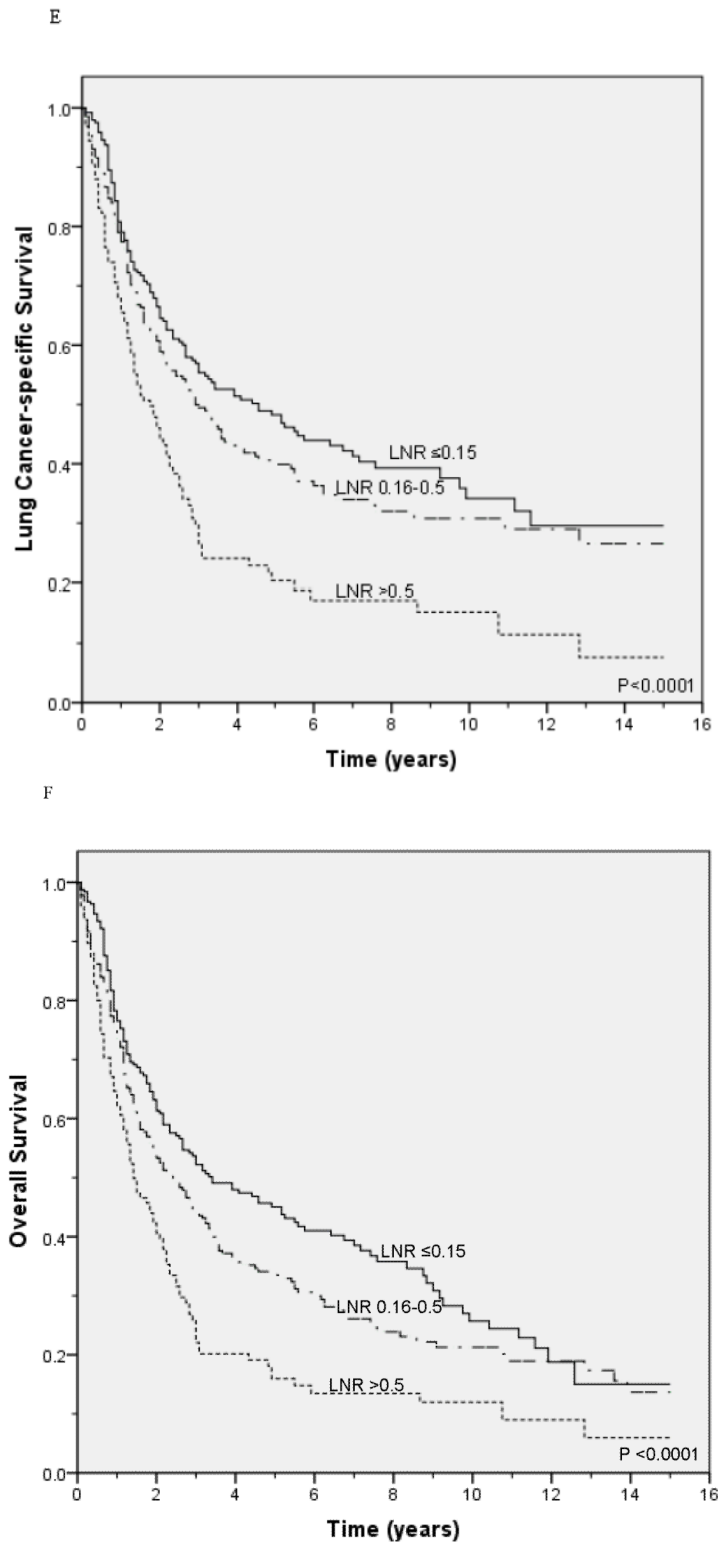 E
1.0
0.8
0.6
0.4
0.2
0.0
Lung Cancer-specific Survival
LNR ≤0.15
LNR 0.16-0.5
LNR >0.5
P<0.0001
0 2 4 6 8 10 12 14 16
Time (years)
F
1.0
0.8
0.6
0.4
0.2
0.0
Overall Survival
LNR ≤0.15
LNR 0.16-0.5
LNR >0.5
P <0.0001
0 2 4 6 8 10 12 14 16
Time (years)